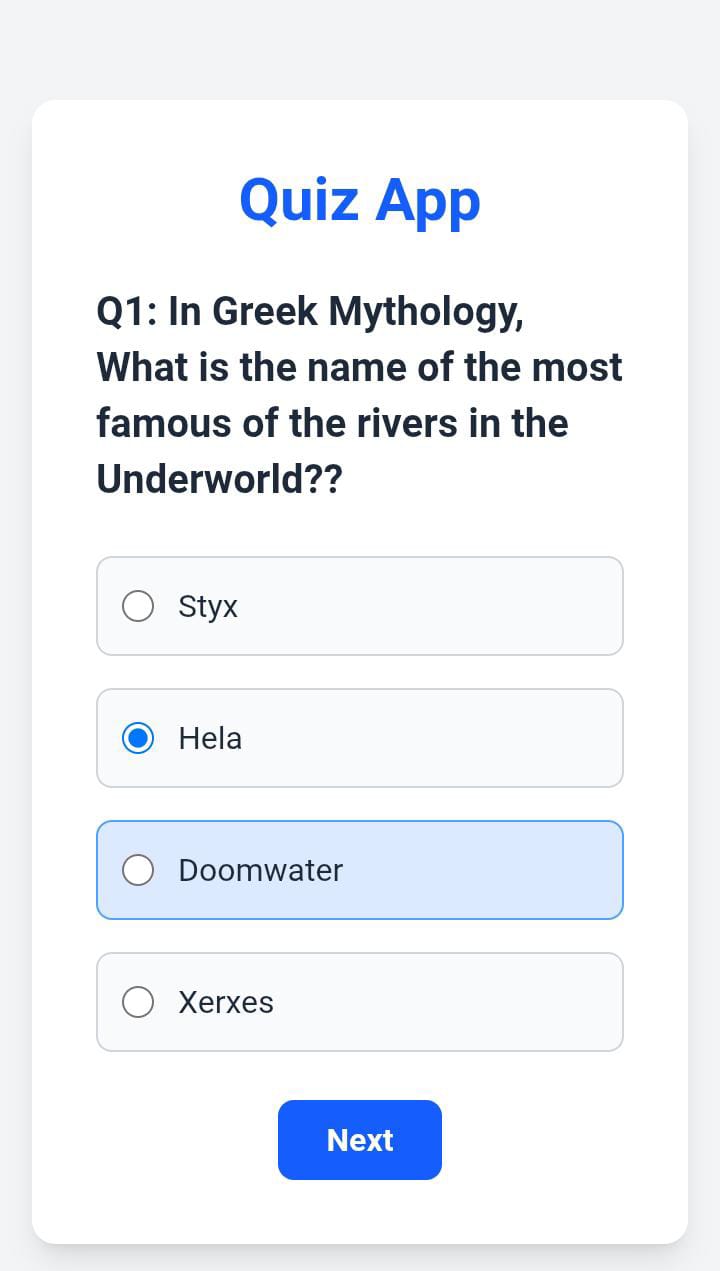 Quiz App
Q1: In Greek Mythology,
What is the name of the most
famous of the rivers in the
Underworld??
Styx
Hela
Doomwater
Xerxes
Next